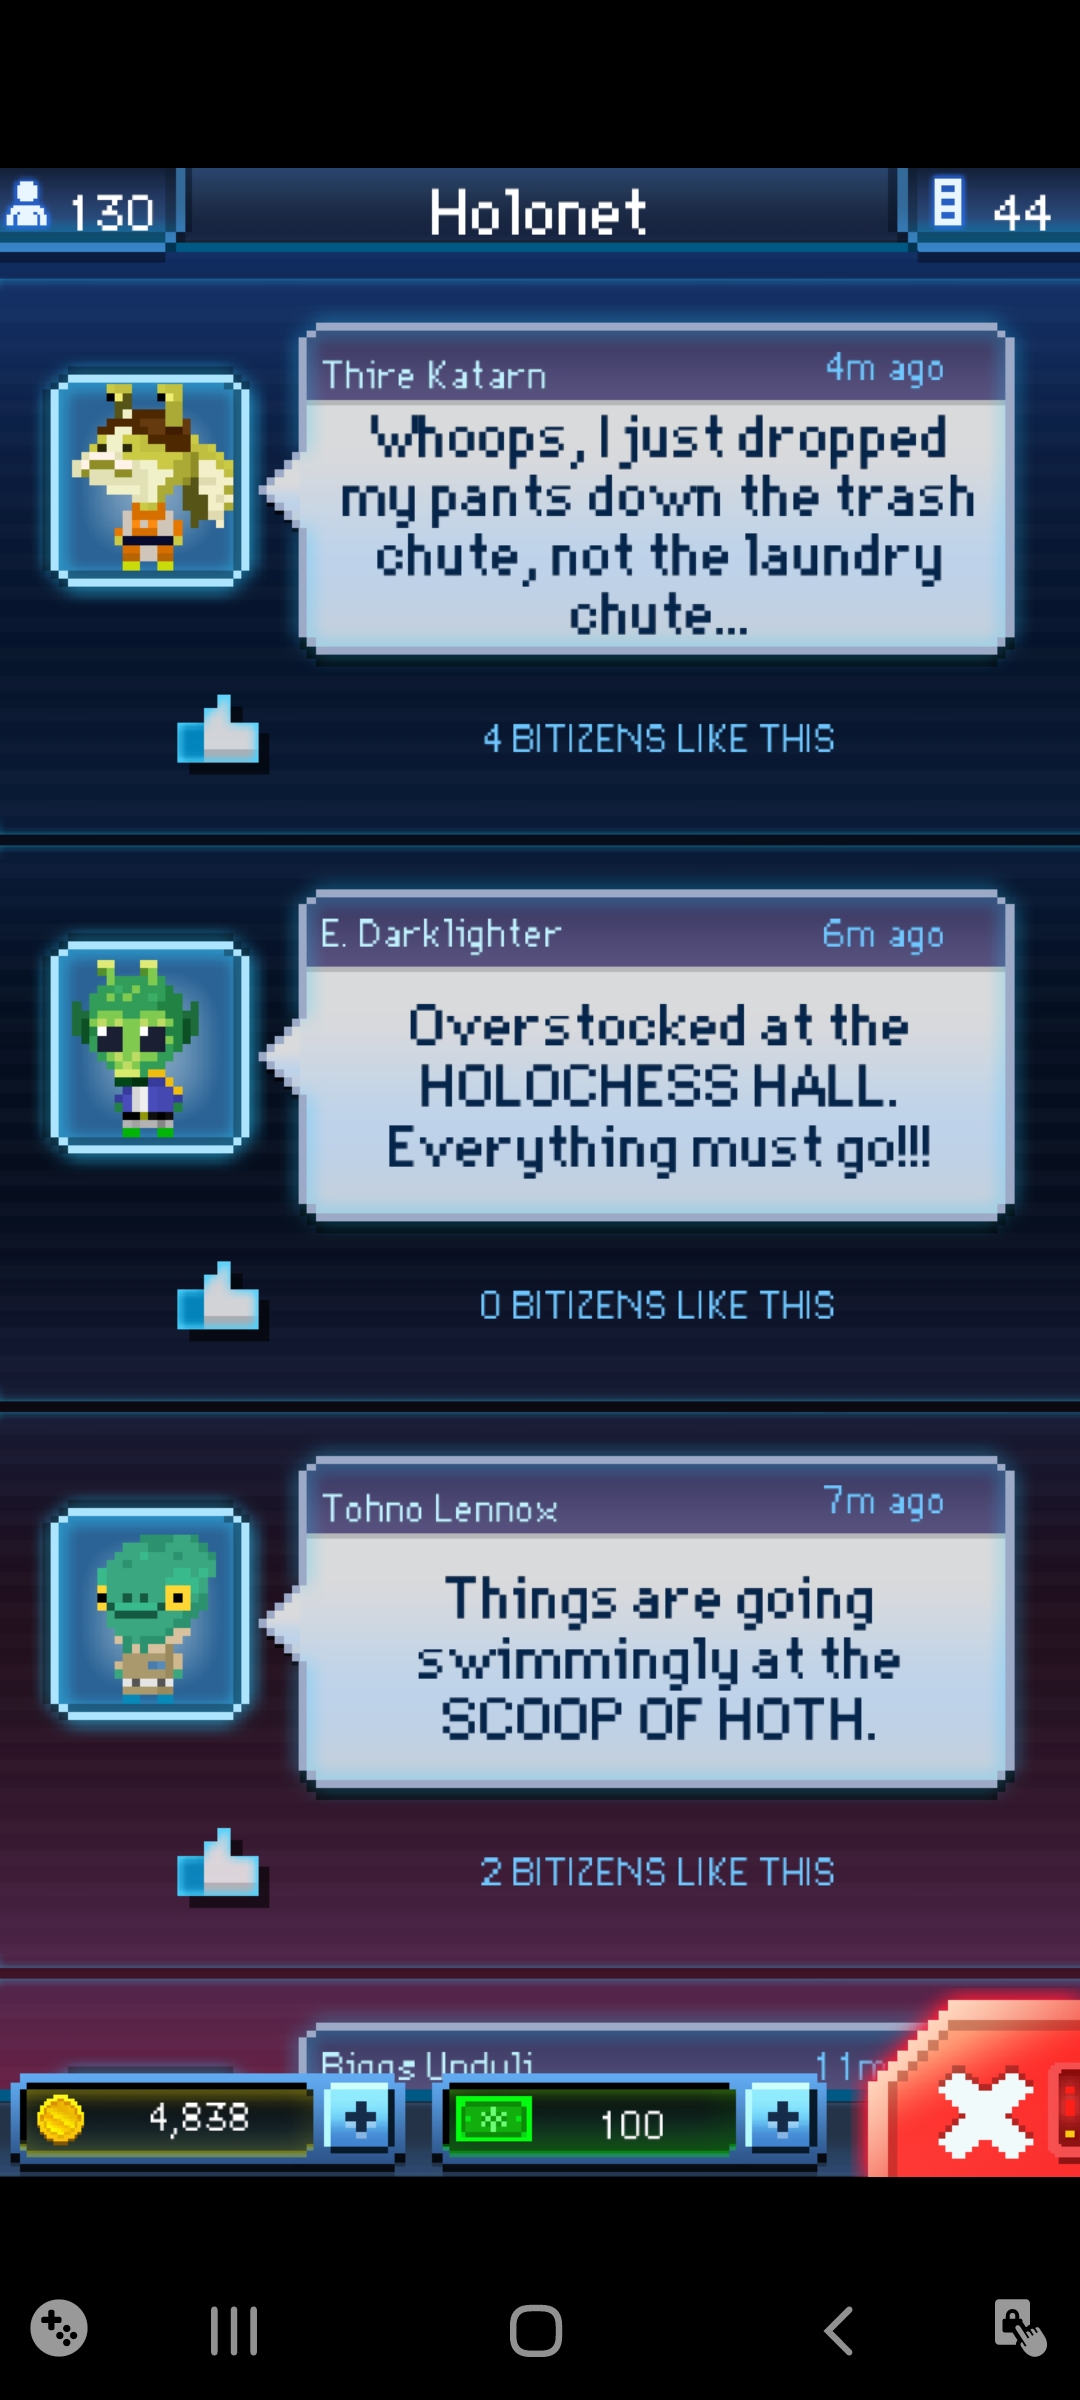 130
Holonet
44
Thire Katarn
4m ago
Whoops, I just dropped
my pants down the trash
chute, not the laundry
chute...
4 BITIZENS LIKE THIS
E. Darklighter
6m ago
Overstocked at the
HOLOCHESS HALL.
Everything must go!!!
0 BITIZENS LIKE THIS
Tohno Lennox
7m ago
Things are going
swimmingly at the
SCOOP OF HOTH.
2 BITIZENS LIKE THIS
Biggs Unduli
11m
4,838
100